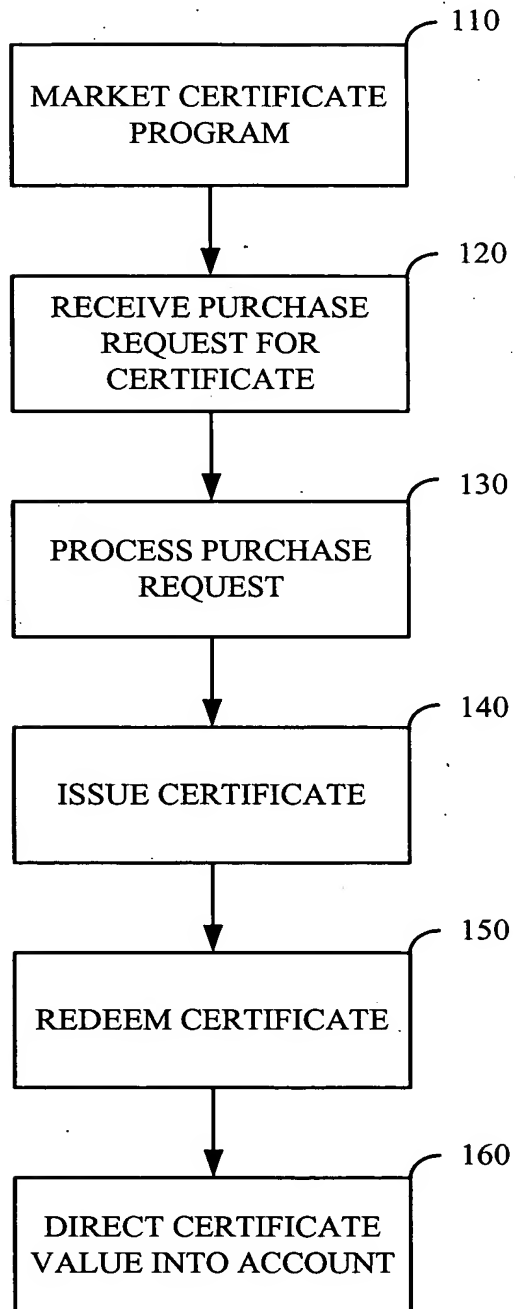 110
MARKET CERTIFICATE
PROGRAM
120
RECEIVE PURCHASE
REQUEST FOR
CERTIFICATE
130
PROCESS PURCHASE
REQUEST
140
ISSUE CERTIFICATE
150
REDEEM CERTIFICATE
160
DIRECT CERTIFICATE
VALUE INTO ACCOUNT